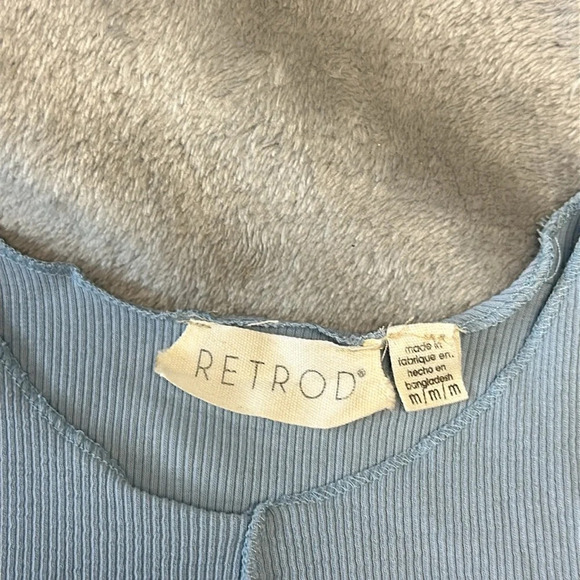 RETROD®
made in
fabrique en.
hecho en
bangladesh
m/m/m